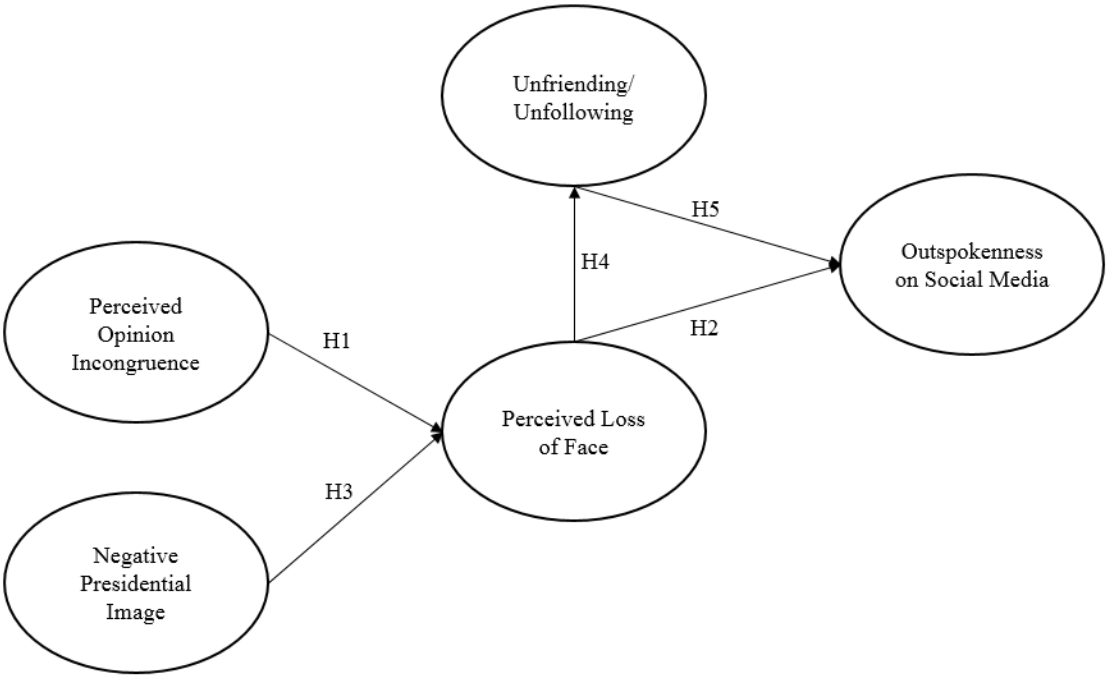 Unfriending/
Unfollowing
H5
Outspokenness
on Social Media
H4
Perceived
Opinion
Incongruence
H1
H2
Perceived Loss
of Face
H3
Negative
Presidential
Image